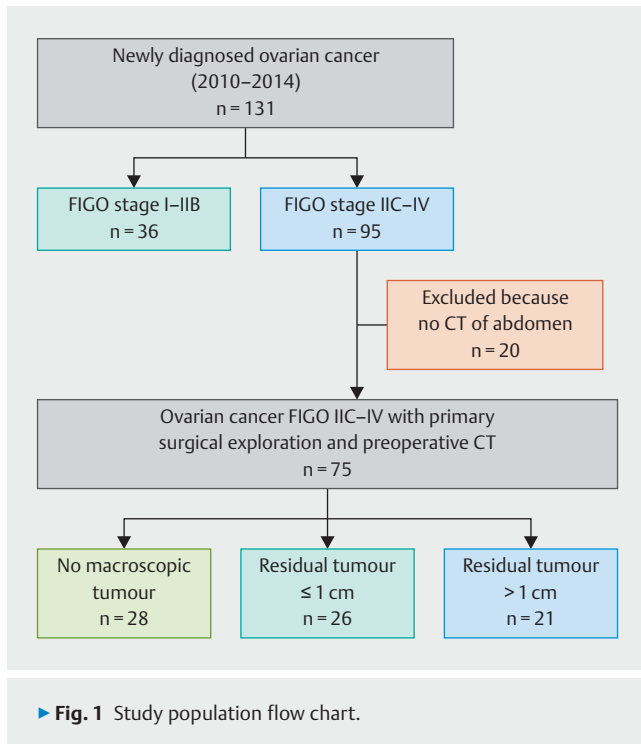 Newly diagnosed ovarian cancer
(2010–2014)
n = 131
FIGO stage I–IIB
n = 36
FIGO stage IIC–IV
n = 95
Excluded because
no CT of abdomen
n = 20
Ovarian cancer FIGO IIC–IV with primary
surgical exploration and preoperative CT
n = 75
No macroscopic
tumour
n = 28
Residual tumour
≤ 1 cm
n = 26
Residual tumour
> 1 cm
n = 21
▶ Fig. 1 Study population flow chart.